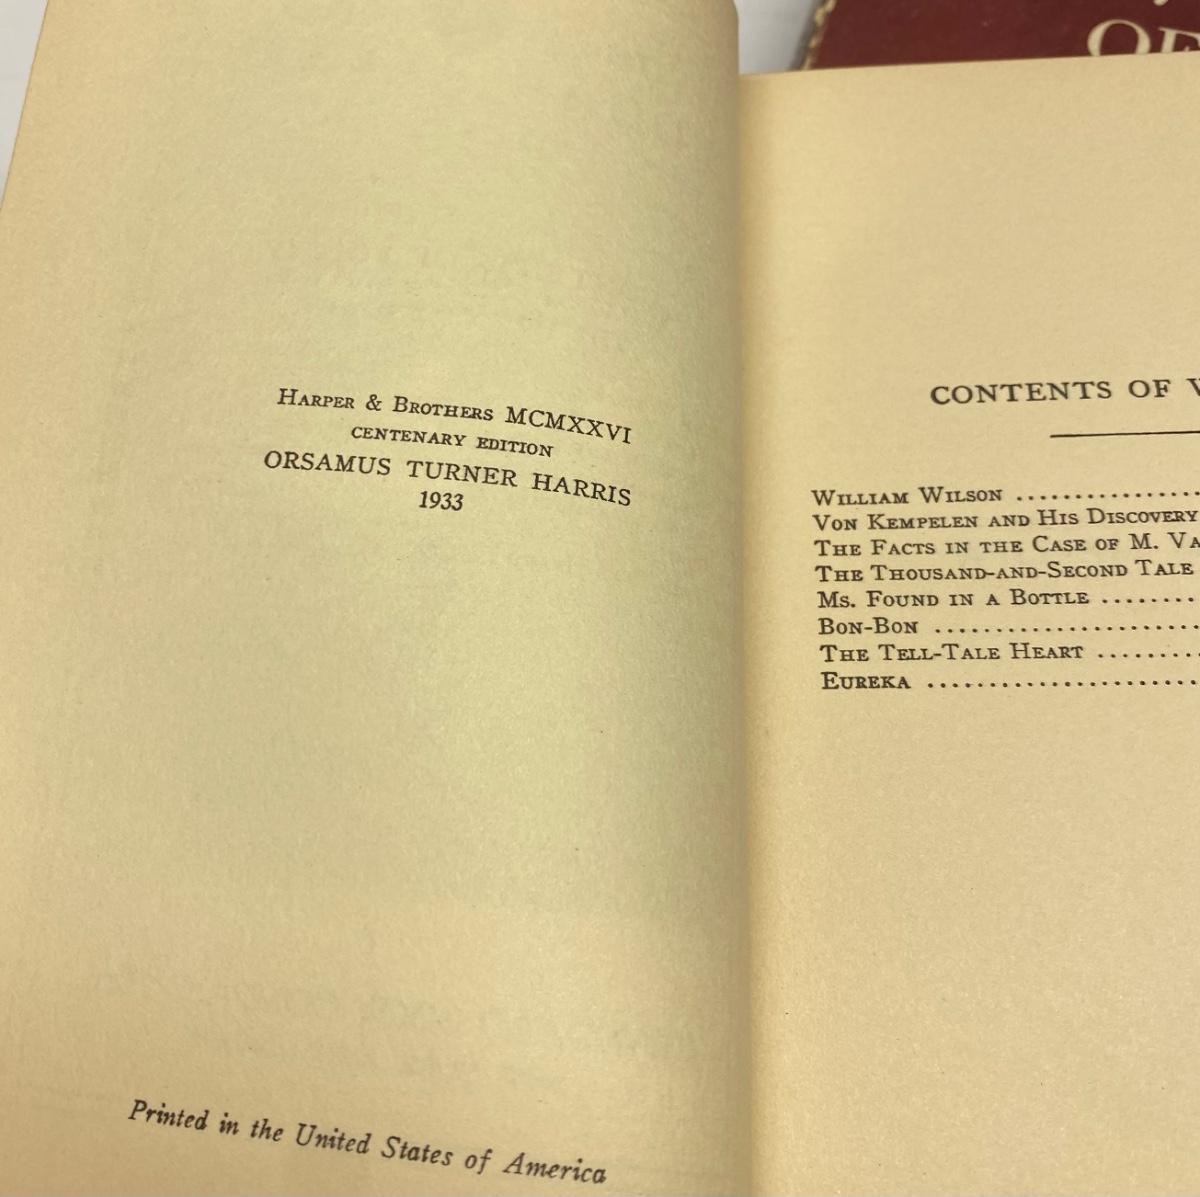 OF
Harper & Brothers MCMXXVI
CENTENARY EDITION
ORSAMUS TURNER HARRIS
1933
Printed in the United States of America
CONTENTS OF V
William Wilson ...................
Von Kempelen and His Discovery
The Facts in the Case of M. Va
The Thousand-and-Second Tale
Ms. Found in a Bottle ........
Bon-Bon ......................
The Tell-Tale Heart .........
Eureka .......................